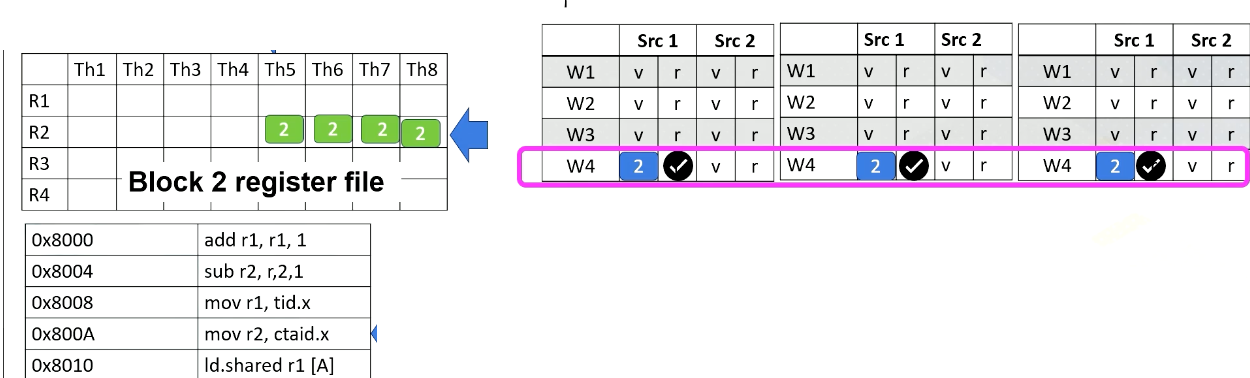 Th1 Th2 Th3 Th4 Th5 Th6 Th7 Th8
R1
R2 2 2 2 2
R3
R4
Block 2 register file
0x8000 add r1, r1, 1
0x8004 sub r2, r,2,1
0x8008 mov r1, tid.x
0x800A mov r2, ctaid.x
0x8010 ld.shared r1 [A]
Src 1 Src 2
W1 v r v r
W2 v r v r
W3 v r v r
W4 2 v r
Src 1 Src 2
W1 v r v r
W2 v r v r
W3 v r v r
W4 2 v r
Src 1 Src 2
W1 v r v r
W2 v r v r
W3 v r v r
W4 2 v r